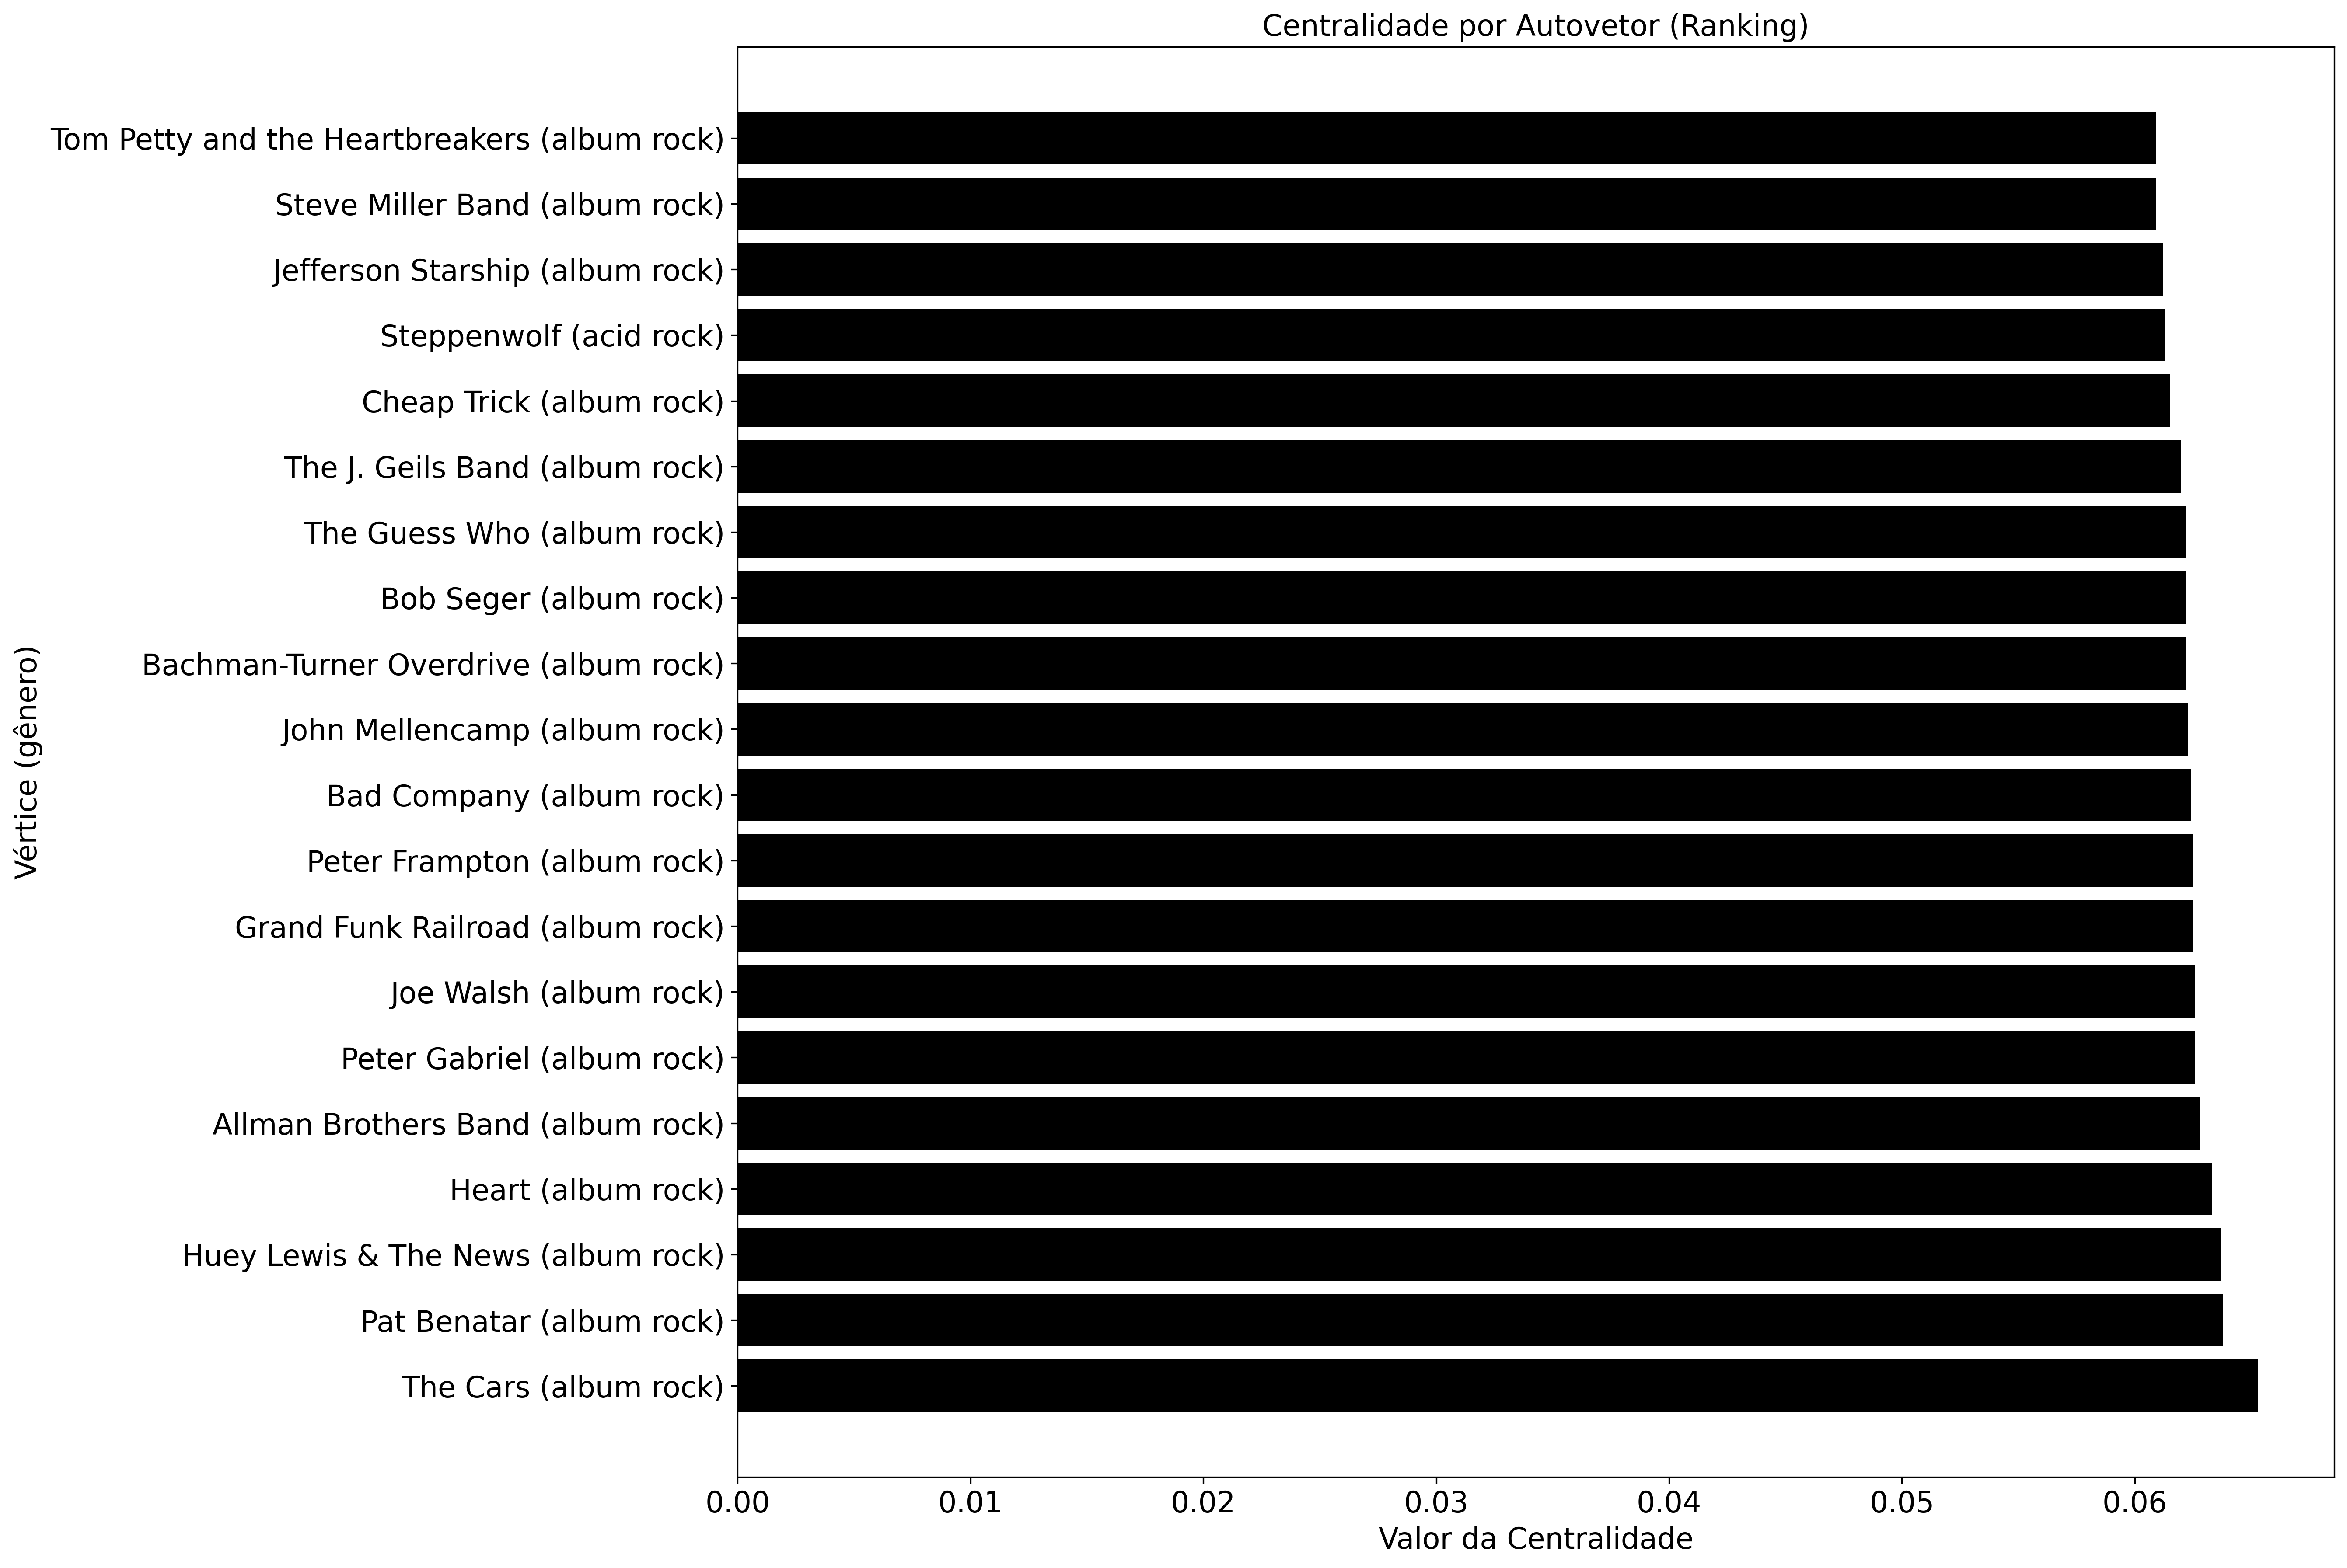 Centralidade por Autovetor (Ranking)
Tom Petty and the Heartbreakers (album rock)
Steve Miller Band (album rock)
Jefferson Starship (album rock)
Steppenwolf (acid rock)
Cheap Trick (album rock)
The J. Geils Band (album rock)
The Guess Who (album rock)
Bob Seger (album rock)
Bachman-Turner Overdrive (album rock)
John Mellencamp (album rock)
Bad Company (album rock)
Peter Frampton (album rock)
Grand Funk Railroad (album rock)
Joe Walsh (album rock)
Peter Gabriel (album rock)
Allman Brothers Band (album rock)
Heart (album rock)
Huey Lewis & The News (album rock)
Pat Benatar (album rock)
The Cars (album rock)
Vértice (gênero)
0.00 0.01 0.02 0.03 0.04 0.05 0.06
Valor da Centralidade